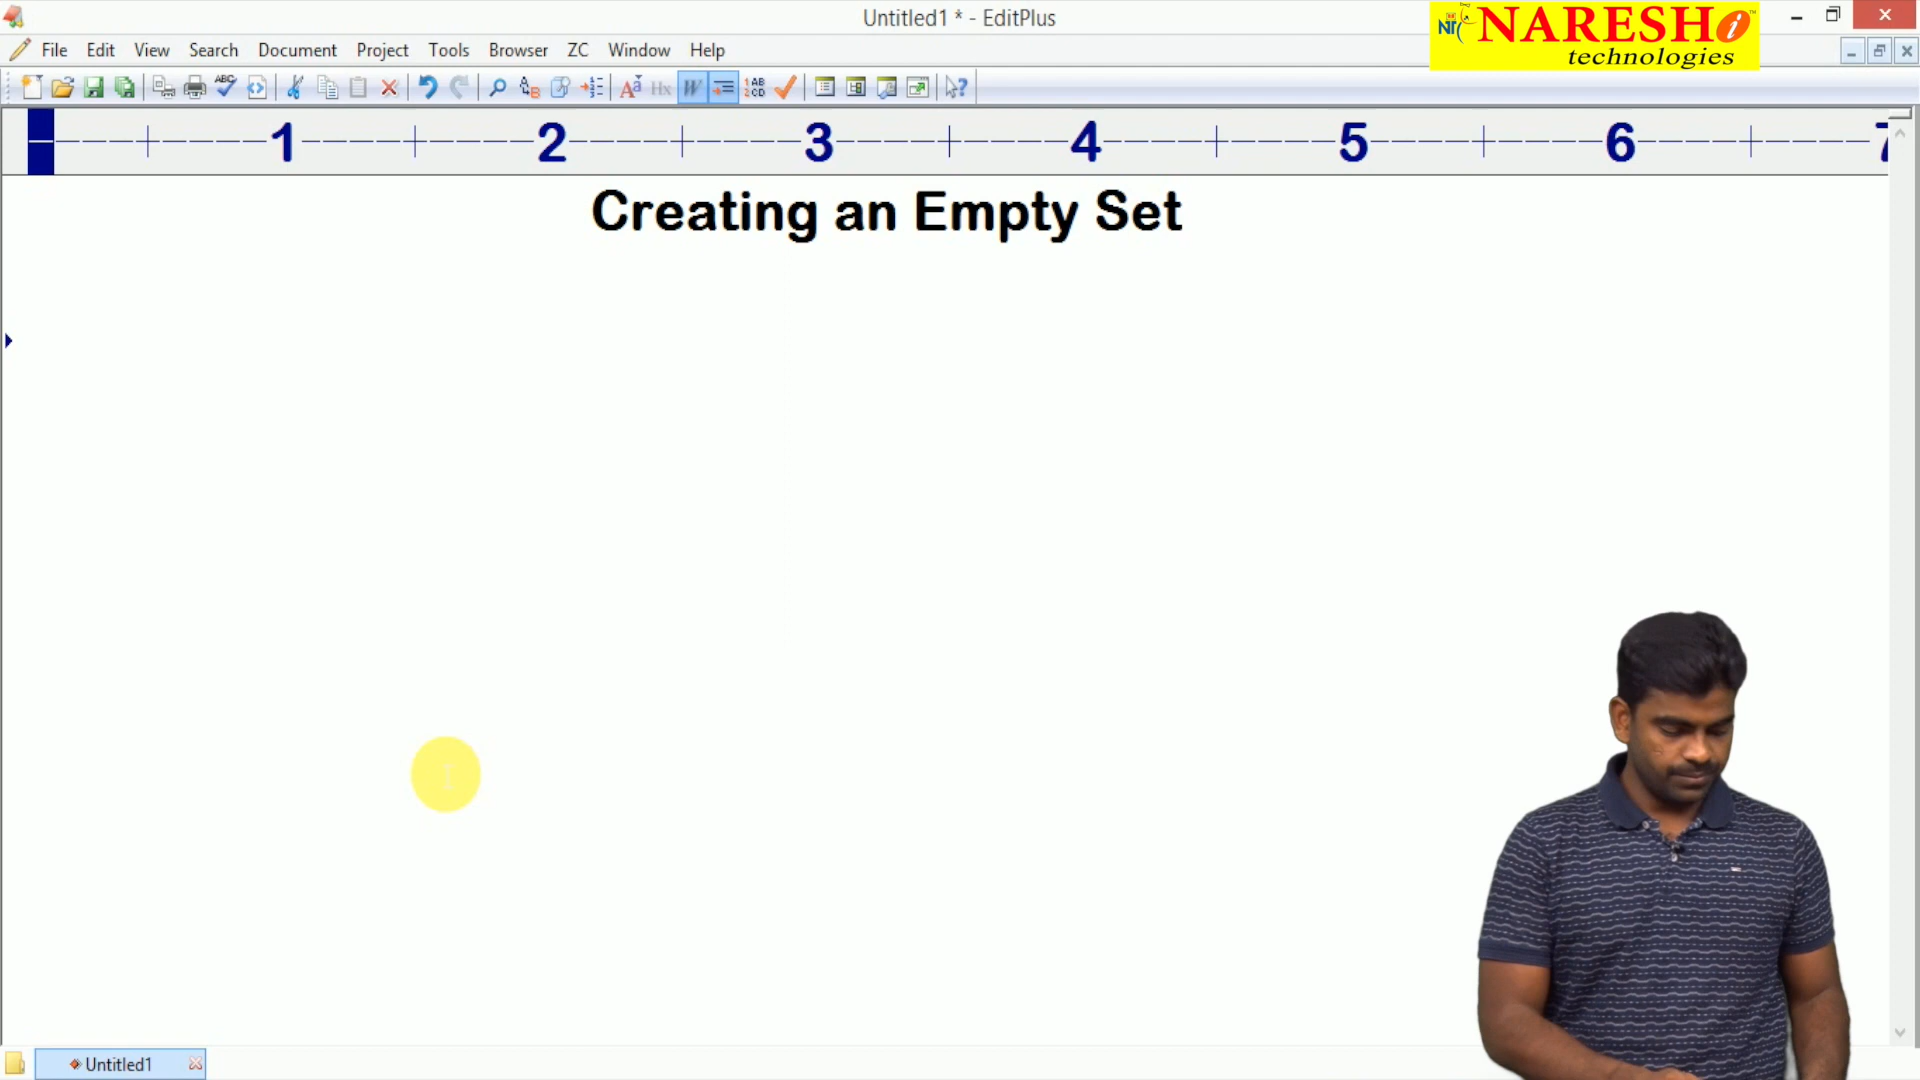 Untitled1 * - EditPlus
NARESH i
technologies
File Edit View Search Document Project Tools Browser ZC Window Help
1 2 3 4 5 6 7
Creating an Empty Set
Untitled1